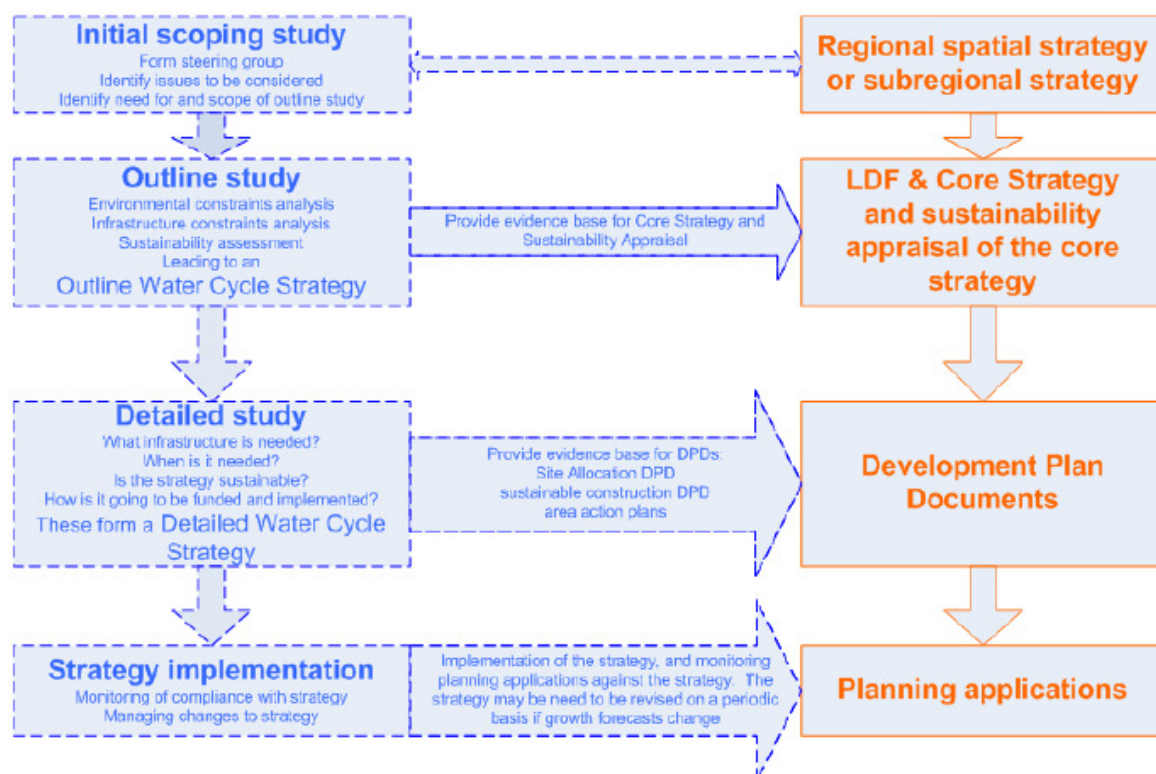 Initial scoping study
Form steering group
Identify issues to be considered
Identify need for and scope of outline study
Regional spatial strategy
or subregional strategy
Outline study
Environmental constraints analysis
Infrastructure constraints analysis
Sustainability assessment
Leading to an
Outline Water Cycle Strategy
Provide evidence base for Core Strategy and
Sustainability Appraisal
LDF & Core Strategy
and sustainability
appraisal of the core
strategy
Detailed study
What infrastructure is needed?
When is it needed?
Is the strategy sustainable?
How is it going to be funded and implemented?
These form a Detailed Water Cycle
Strategy
Provide evidence base for DPDs:
Site Allocation DPD
sustainable construction DPD
area action plans
Development Plan
Documents
Strategy implementation
Monitoring of compliance with strategy
Managing changes to strategy
Implementation of the strategy, and monitoring
planning applications against the strategy. The
strategy may be need to be revised on a periodic
basis if growth forecasts change
Planning applications